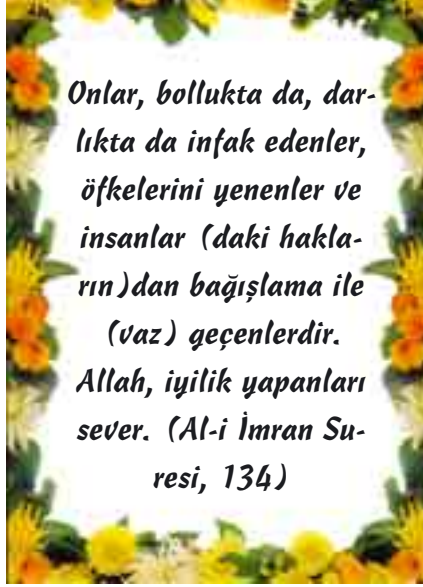 Onlar, bollukta da, dar-
lıkta da infak edenler,
öfkelerini yenenler ve
insanlar (daki hakla-
rın)dan bağışlama ile
(vaz) geçenlerdir.
Allah, iyilik yapanları
sever. (Al-i İmran Su-
resi, 134)